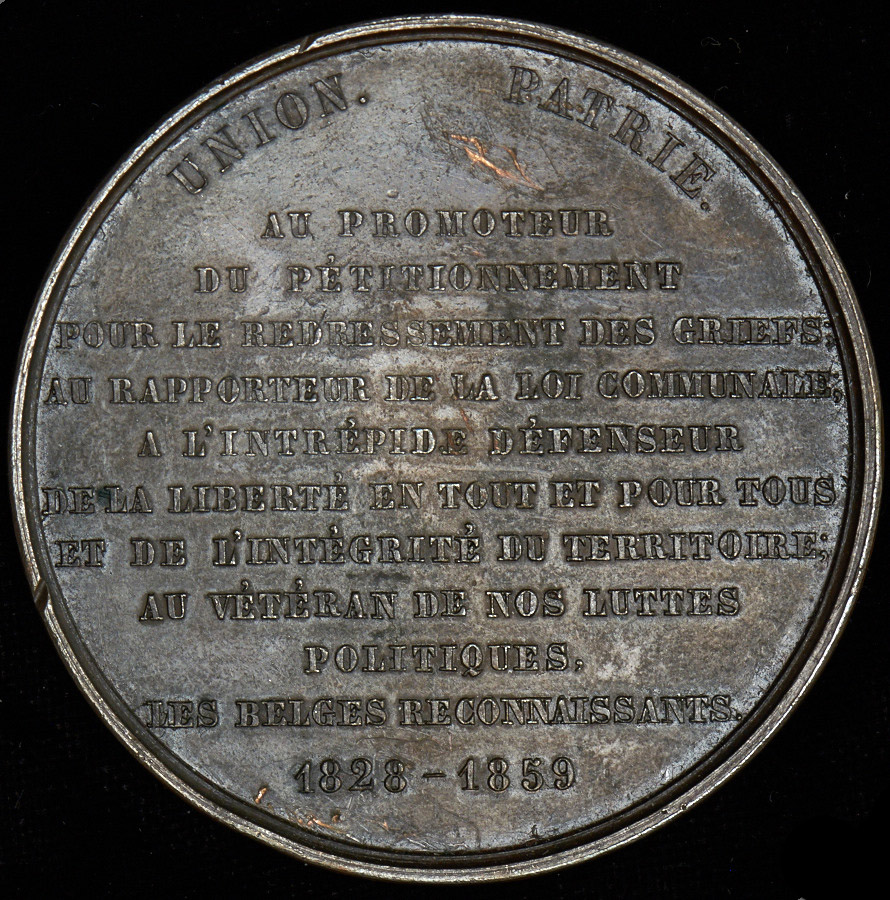 UNION. PATRIE.
AU PROMOTEUR
DU PÉTITIONNEMENT
POUR LE REDRESSEMENT DES GRIEFS;
AU RAPPORTEUR DE LA LOI COMMUNALE;
A L'INTRÉPIDE DÉFENSEUR
DE LA LIBERTÉ EN TOUT ET POUR TOUS
ET DE L'INTÉGRITÉ DU TERRITOIRE;
AU VÉTÉRAN DE NOS LUTTES
POLITIQUES,
LES BELGES RECONNAISSANTS.
1828 – 1859